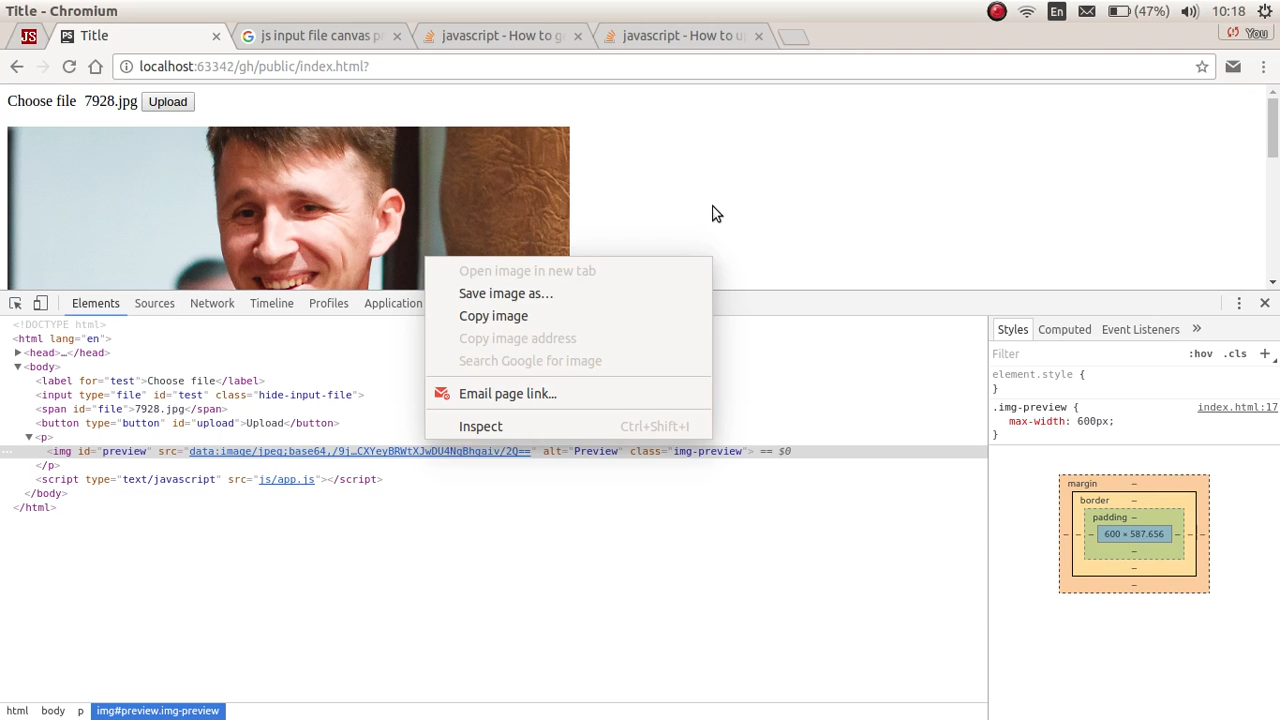 Title - Chromium
En
(47%)
10:18
JS
PS
Title
js input file canvas
javascript - How to
javascript - How to
You
localhost:63342/gh/public/index.html?
Choose file 7928.jpg Upload
Open image in new tab
Save image as…
Copy image
Copy image address
Search Google for image
Email page link…
Inspect Ctrl+Shift+I
Elements Sources Network Timeline Profiles Application
<!DOCTYPE html>
<html lang="en">
<head>…</head>
<body>
<label for="test">Choose file</label>
<input type="file" id="test" class="hide-input-file">
<span id="file">7928.jpg</span>
<button type="button" id="upload">Upload</button>
<p>
<img id="preview" src="data:image/jpeg;base64,/9j…CXYeyBRWtXJwDU4NgBhgaiv/2Q==" alt="Preview" class="img-preview"> == $0
</p>
<script type="text/javascript" src="js/app.js"></script>
</body>
</html>
html body p img#preview.img-preview
Styles Computed Event Listeners »
Filter :hov .cls +
element.style {
}
.img-preview { index.html:17
max-width: 600px;
}
margin –
border –
padding –
– – – 600 × 587.656 – – –
–
–
–